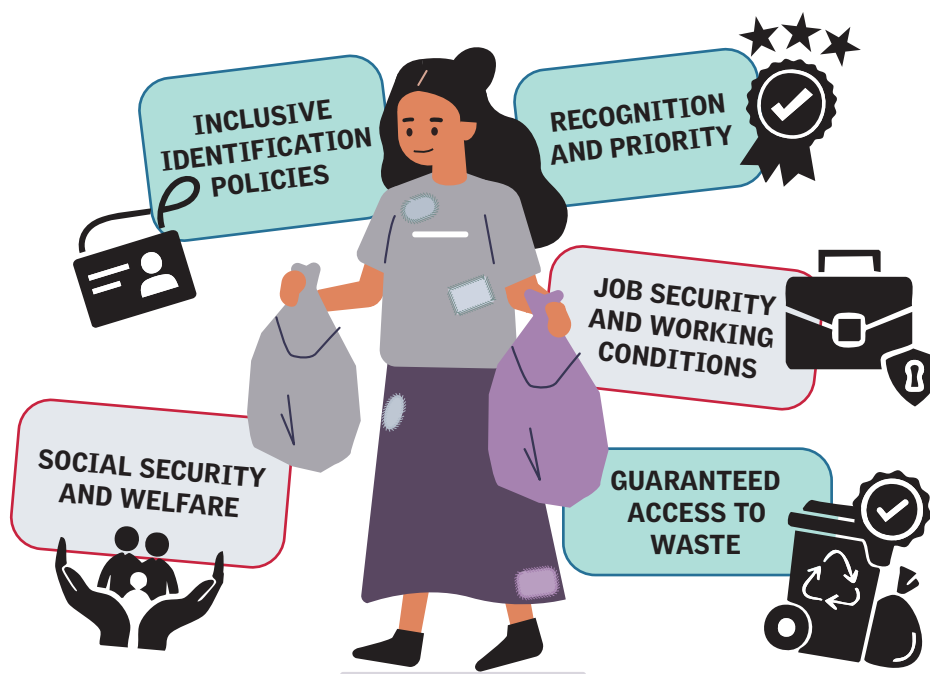 INCLUSIVE
IDENTIFICATION
POLICIES
RECOGNITION
AND PRIORITY
JOB SECURITY
AND WORKING
CONDITIONS
SOCIAL SECURITY
AND WELFARE
GUARANTEED
ACCESS TO
WASTE